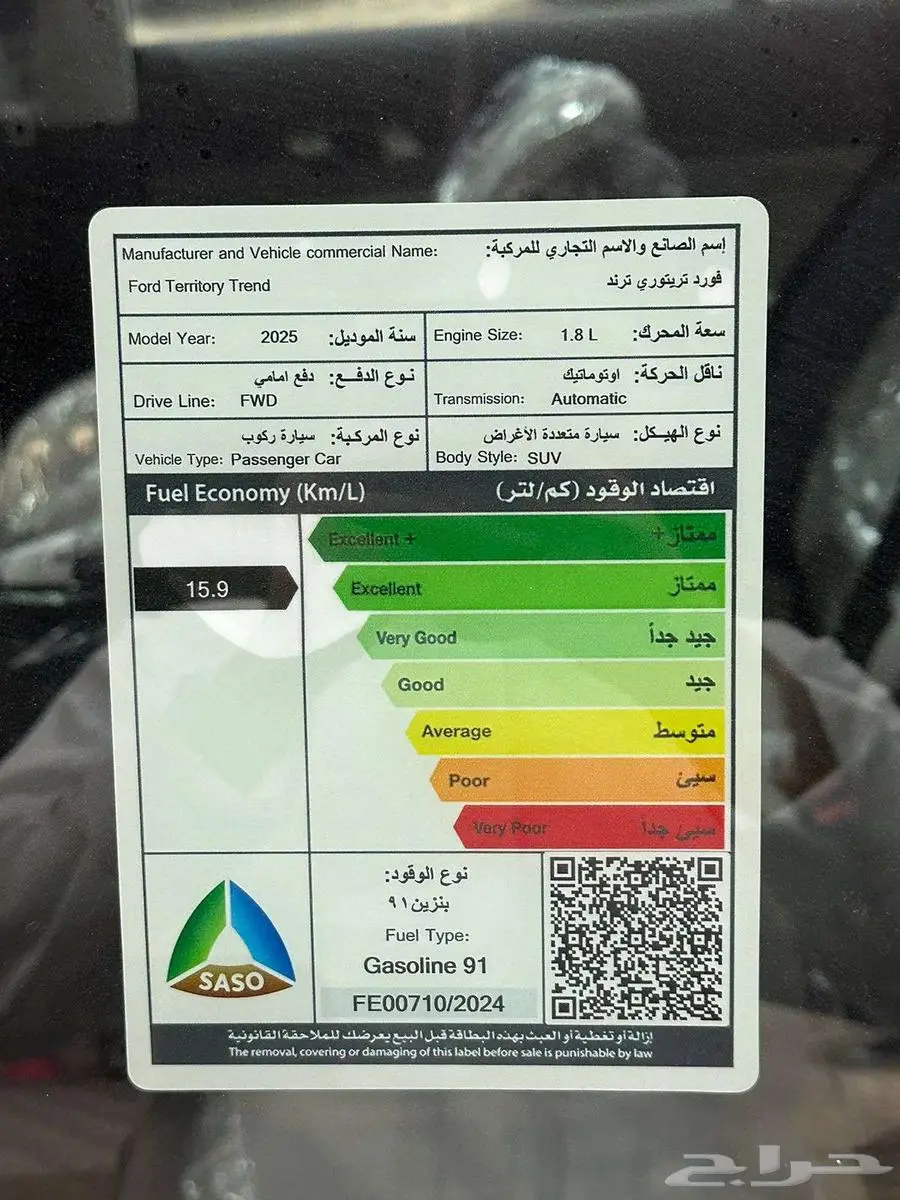 Manufacturer and Vehicle commercial Name: إسم الصانع والاسم التجاري للمركبة:
Ford Territory Trend فورد تريتوري ترند
Model Year: 2025 سنة الموديل:
Engine Size: 1.8 L سعة المحرك:
نوع الدفع: دفع امامي
Drive Line: FWD
ناقل الحركة: اوتوماتيك
Transmission: Automatic
نوع المركبة: سيارة ركوب
Vehicle Type: Passenger Car
نوع الهيكل: سيارة متعددة الأغراض
Body Style: SUV
Fuel Economy (Km/L) اقتصاد الوقود (كم/لتر)
15.9
Excellent + ممتاز+
Excellent ممتاز
Very Good جيد جداً
Good جيد
Average متوسط
Poor سيئ
Very Poor سيئ جدا
SASO
نوع الوقود:
بنزين ٩١
Fuel Type:
Gasoline 91
FE00710/2024
إزالة أو تغطية أو العبث بهذه البطاقة قبل البيع يعرضك للملاحقة القانونية
The removal, covering or damaging of this label before sale is punishable by law
حراج